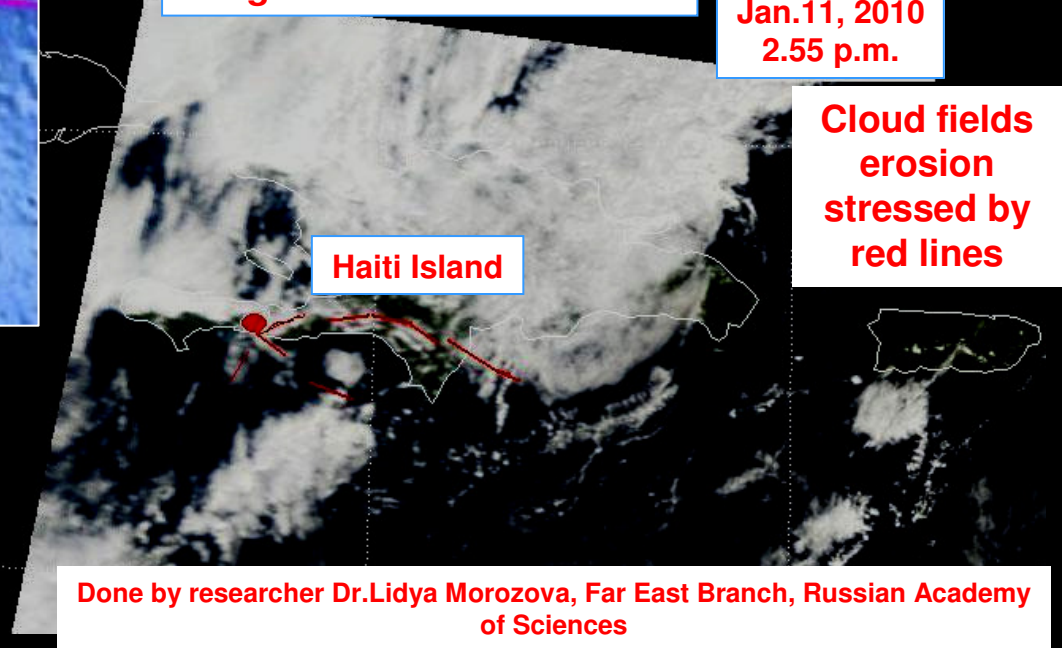 Jan.11, 2010
2.55 p.m.
Cloud fields
erosion
stressed by
red lines
Haiti Island
Done by researcher Dr.Lidya Morozova, Far East Branch, Russian Academy
of Sciences